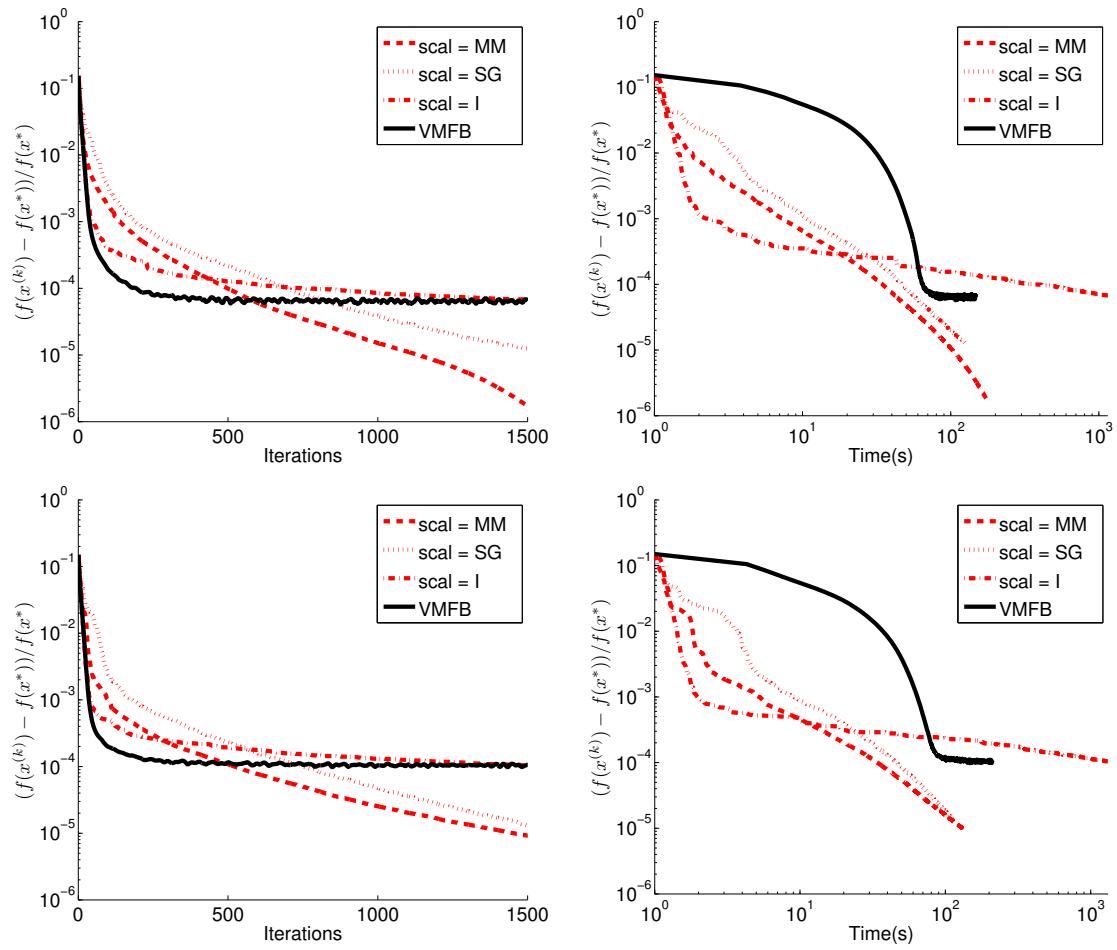 10^0
10^{-1}
10^{-2}
10^{-3}
10^{-4}
10^{-5}
10^{-6}
(f(x^{(k)}) − f(x^*))/f(x^*)
0
500
1000
1500
Iterations
scal = MM
scal = SG
scal = I
VMFB
10^0
10^{-1}
10^{-2}
10^{-3}
10^{-4}
10^{-5}
10^{-6}
(f(x^{(k)}) − f(x^*))/f(x^*)
10^0
10^1
10^2
10^3
Time(s)
scal = MM
scal = SG
scal = I
VMFB
10^0
10^{-1}
10^{-2}
10^{-3}
10^{-4}
10^{-5}
10^{-6}
(f(x^{(k)}) − f(x^*))/f(x^*)
0
500
1000
1500
Iterations
scal = MM
scal = SG
scal = I
VMFB
10^0
10^{-1}
10^{-2}
10^{-3}
10^{-4}
10^{-5}
10^{-6}
(f(x^{(k)}) − f(x^*))/f(x^*)
10^0
10^1
10^2
10^3
Time(s)
scal = MM
scal = SG
scal = I
VMFB